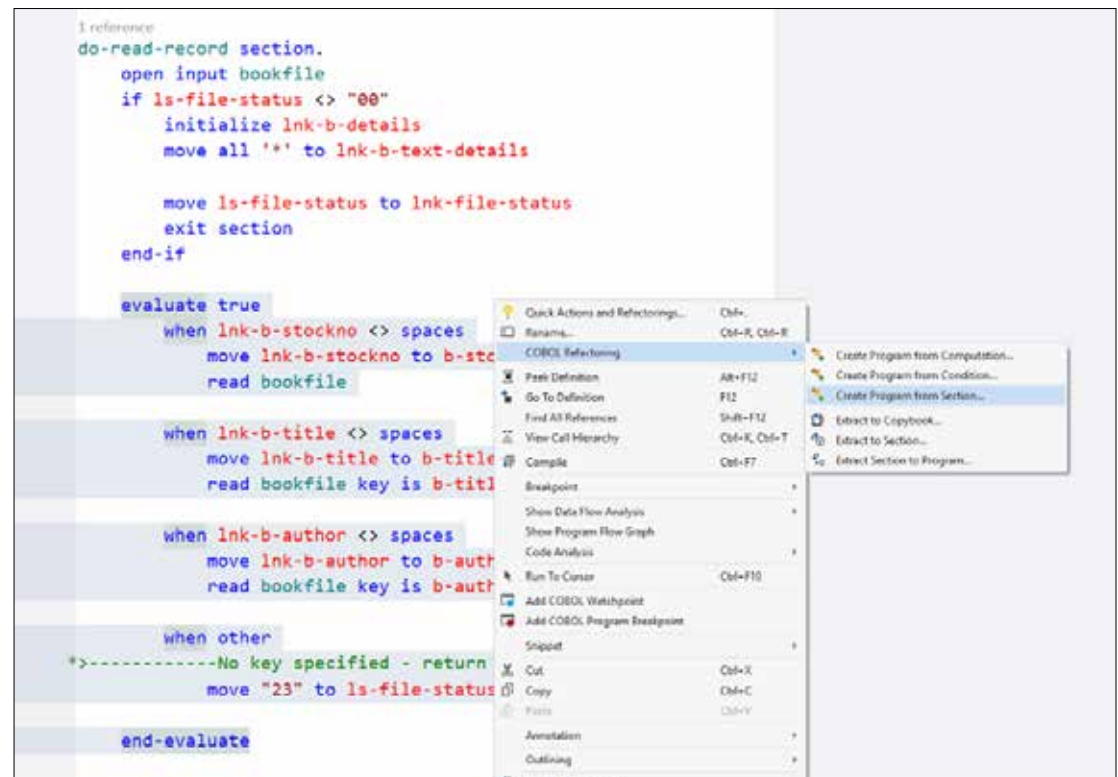 1 reference
do-read-record section.
open input bookfile
if ls-file-status <> "00"
initialize lnk-b-details
move all '*' to lnk-b-text-details
move ls-file-status to lnk-file-status
exit section
end-if
evaluate true
when lnk-b-stockno <> spaces
move lnk-b-stockno to b-sto
read bookfile
when lnk-b-title <> spaces
move lnk-b-title to b-title
read bookfile key is b-titl
when lnk-b-author <> spaces
move lnk-b-author to b-auth
read bookfile key is b-auth
when other
*>------------No key specified - return
move "23" to ls-file-status
end-evaluate
Quick Actions and Refactorings... Ctrl+.
Rename... Ctrl+R, Ctrl+R
COBOL Refactoring
Peek Definition Alt+F12
Go To Definition F12
Find All References Shift+F12
View Call Hierarchy Ctrl+K, Ctrl+T
Compile Ctrl+F7
Breakpoint
Show Data Flow Analysis
Show Program Flow Graph
Code Analysis
Run To Cursor Ctrl+F10
Add COBOL Watchpoint
Add COBOL Program Breakpoint
Snippet
Cut Ctrl+X
Copy Ctrl+C
Paste Ctrl+V
Annotation
Outlining
Create Program from Computation...
Create Program from Condition...
Create Program from Section...
Extract to Copybook...
Extract to Section...
Extract Section to Program...